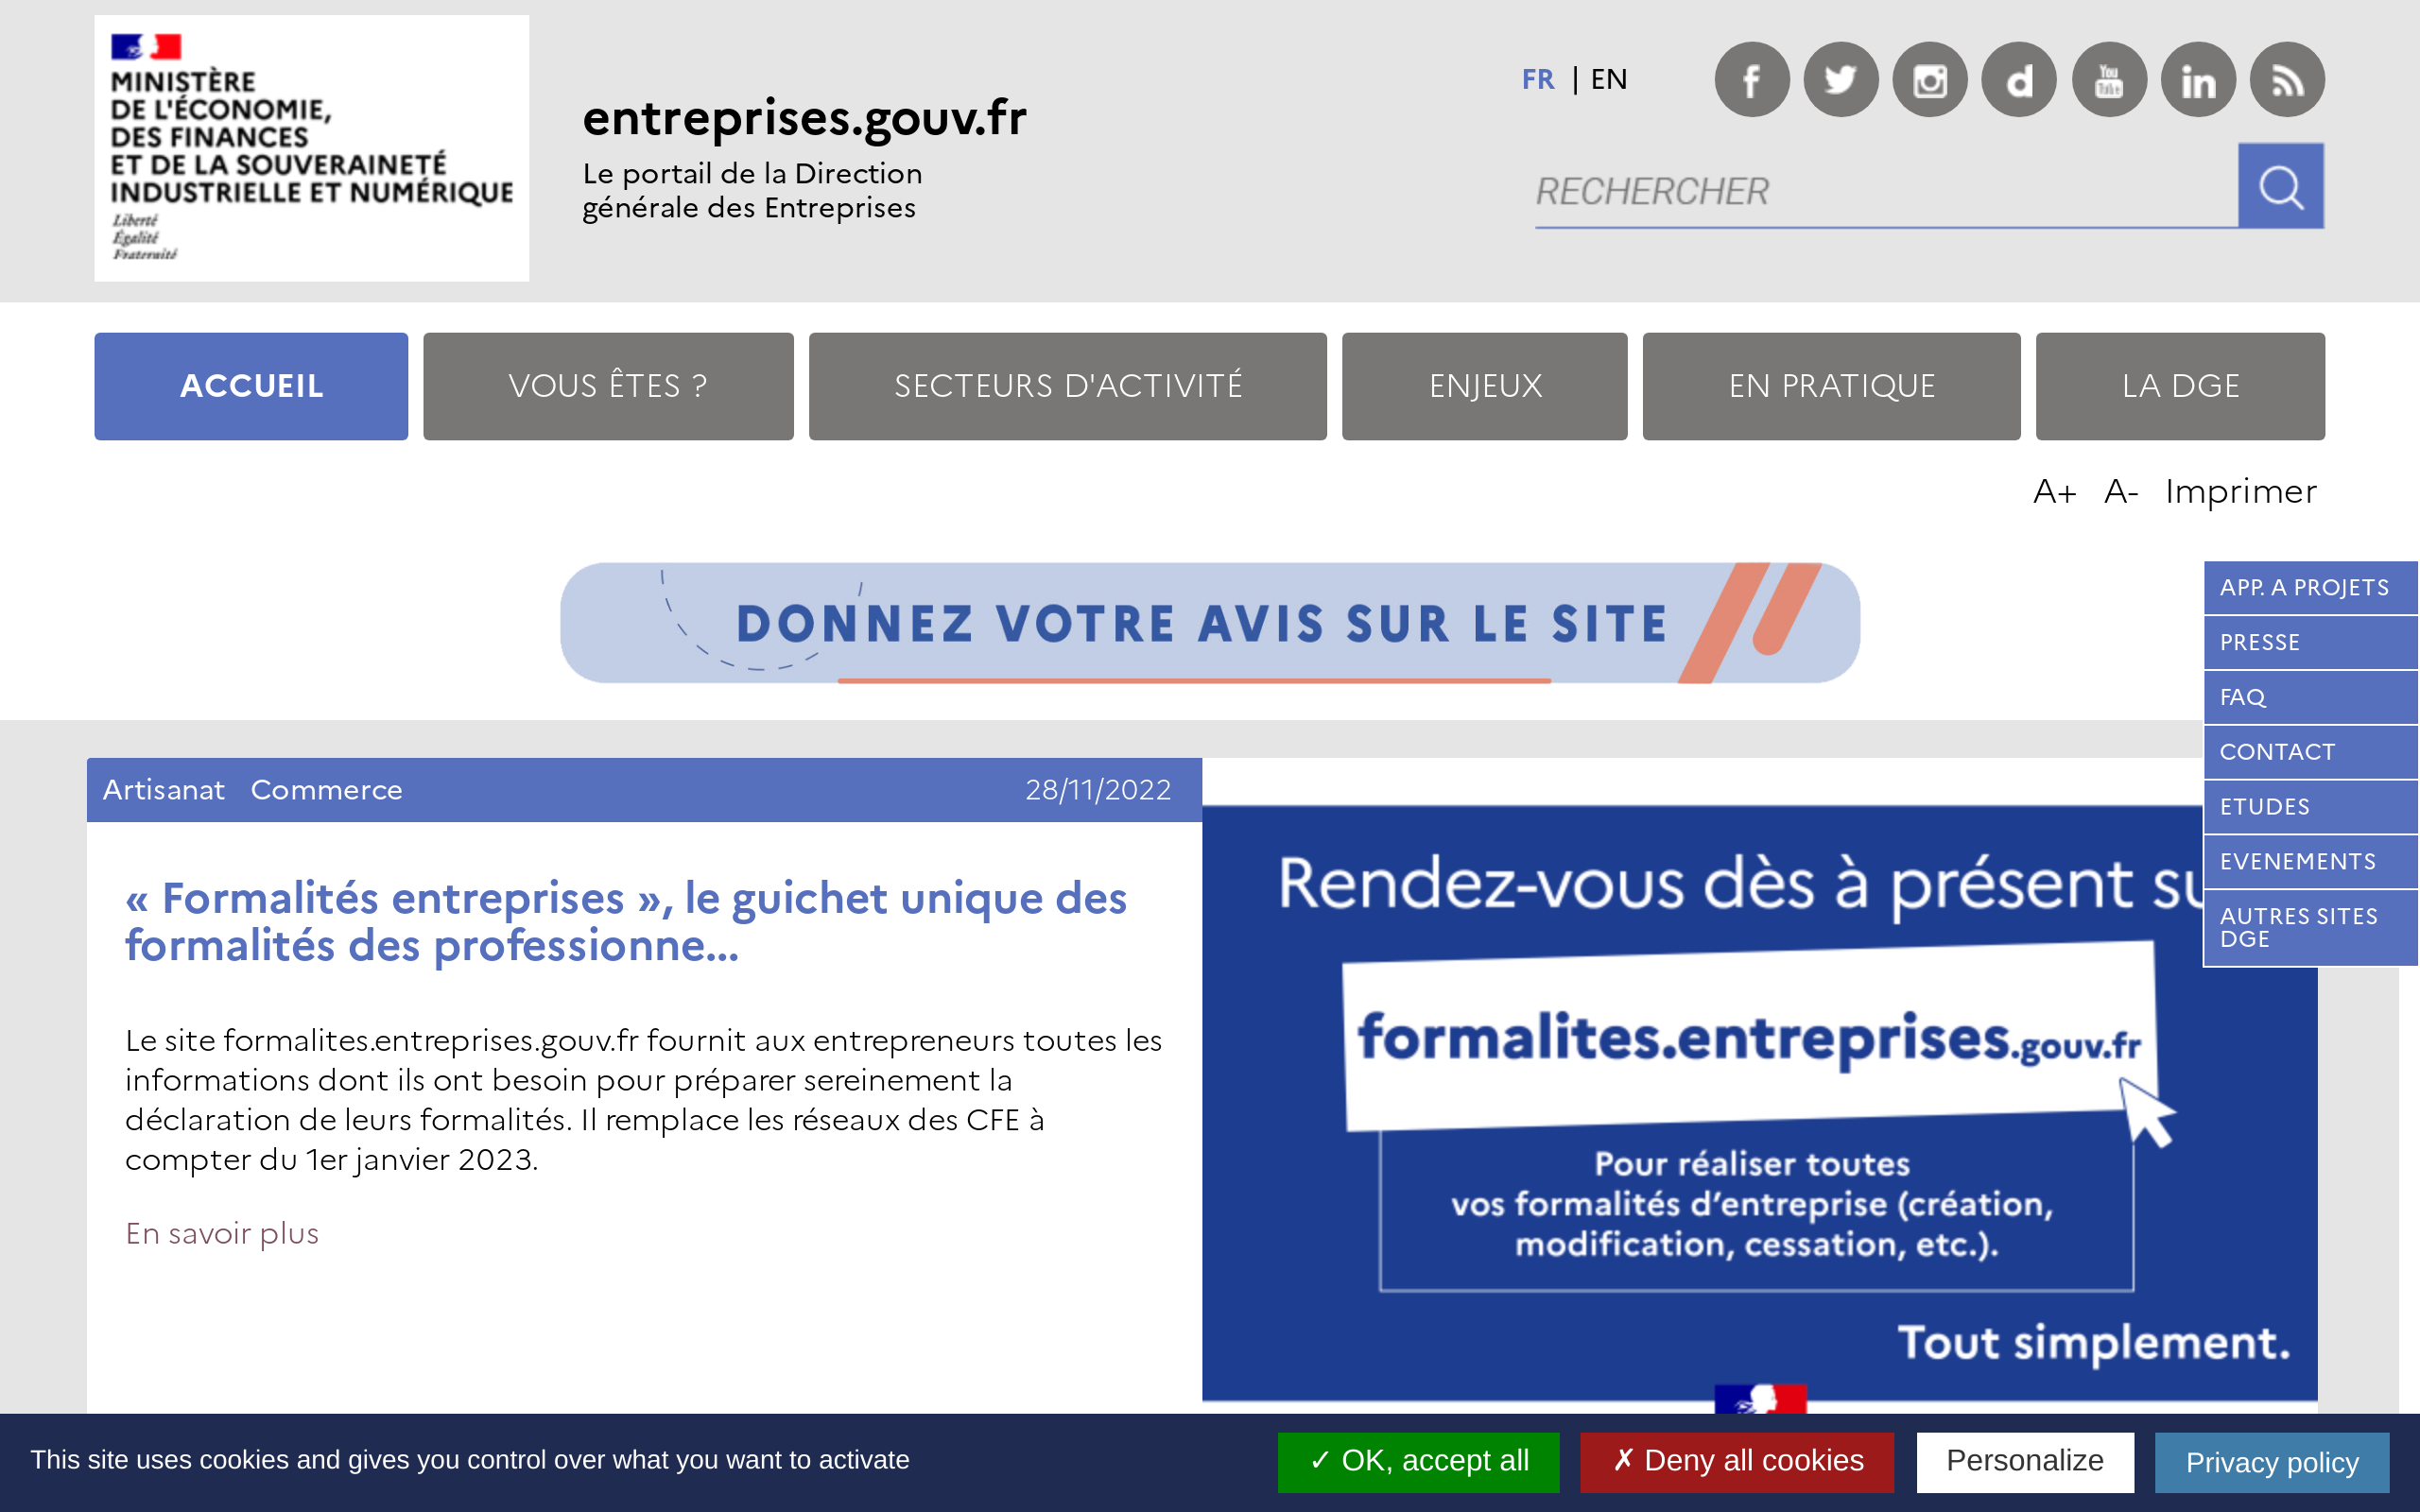 MINISTÈRE
DE L'ÉCONOMIE,
DES FINANCES
ET DE LA SOUVERAINETÉ
INDUSTRIELLE ET NUMÉRIQUE
Liberté
Égalité
Fraternité
entreprises.gouv.fr
Le portail de la Direction
générale des Entreprises
FR | EN
You
Tube
RECHERCHER
ACCUEIL
VOUS ÊTES ?
SECTEURS D'ACTIVITÉ
ENJEUX
EN PRATIQUE
LA DGE
A+ A- Imprimer
DONNEZ VOTRE AVIS SUR LE SITE
APP. A PROJETS
PRESSE
FAQ
CONTACT
ETUDES
EVENEMENTS
AUTRES SITES
DGE
Artisanat Commerce 28/11/2022
« Formalités entreprises », le guichet unique des
formalités des professionne...
Le site formalites.entreprises.gouv.fr fournit aux entrepreneurs toutes les
informations dont ils ont besoin pour préparer sereinement la
déclaration de leurs formalités. Il remplace les réseaux des CFE à
compter du 1er janvier 2023.
En savoir plus
Rendez-vous dès à présent su
formalites.entreprises.gouv.fr
Pour réaliser toutes
vos formalités d’entreprise (création,
modification, cessation, etc.).
Tout simplement.
This site uses cookies and gives you control over what you want to activate
✓ OK, accept all
✗ Deny all cookies
Personalize
Privacy policy